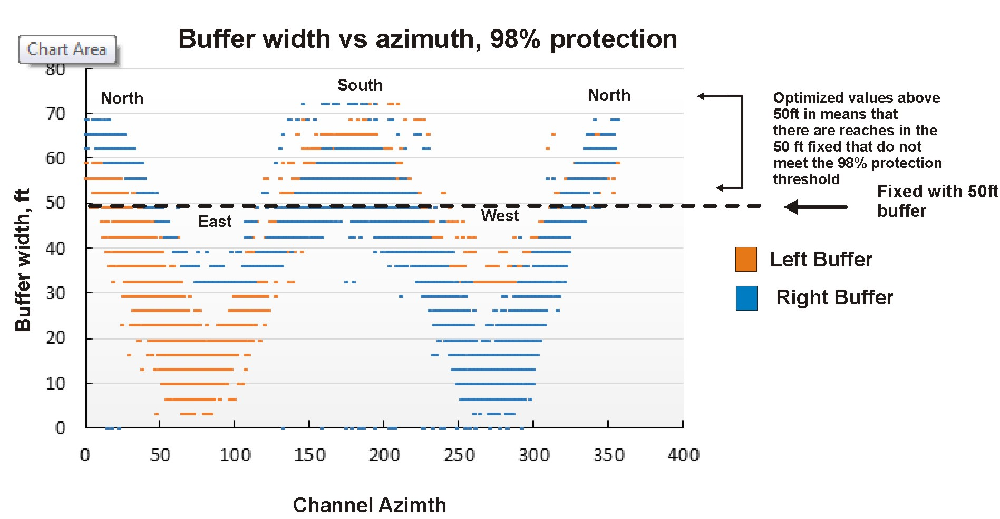 Buffer width vs azimuth, 98% protection
Chart Area
80
70
60
50
40
30
20
10
0
Buffer width, ft
North
South
North
East
West
0 50 100 150 200 250 300 350 400
Channel Azimth
Optimized values above
50ft in means that
there are reaches in the
50 ft fixed that do not
meet the 98% protection
threshold
Fixed with 50ft
buffer
Left Buffer
Right Buffer